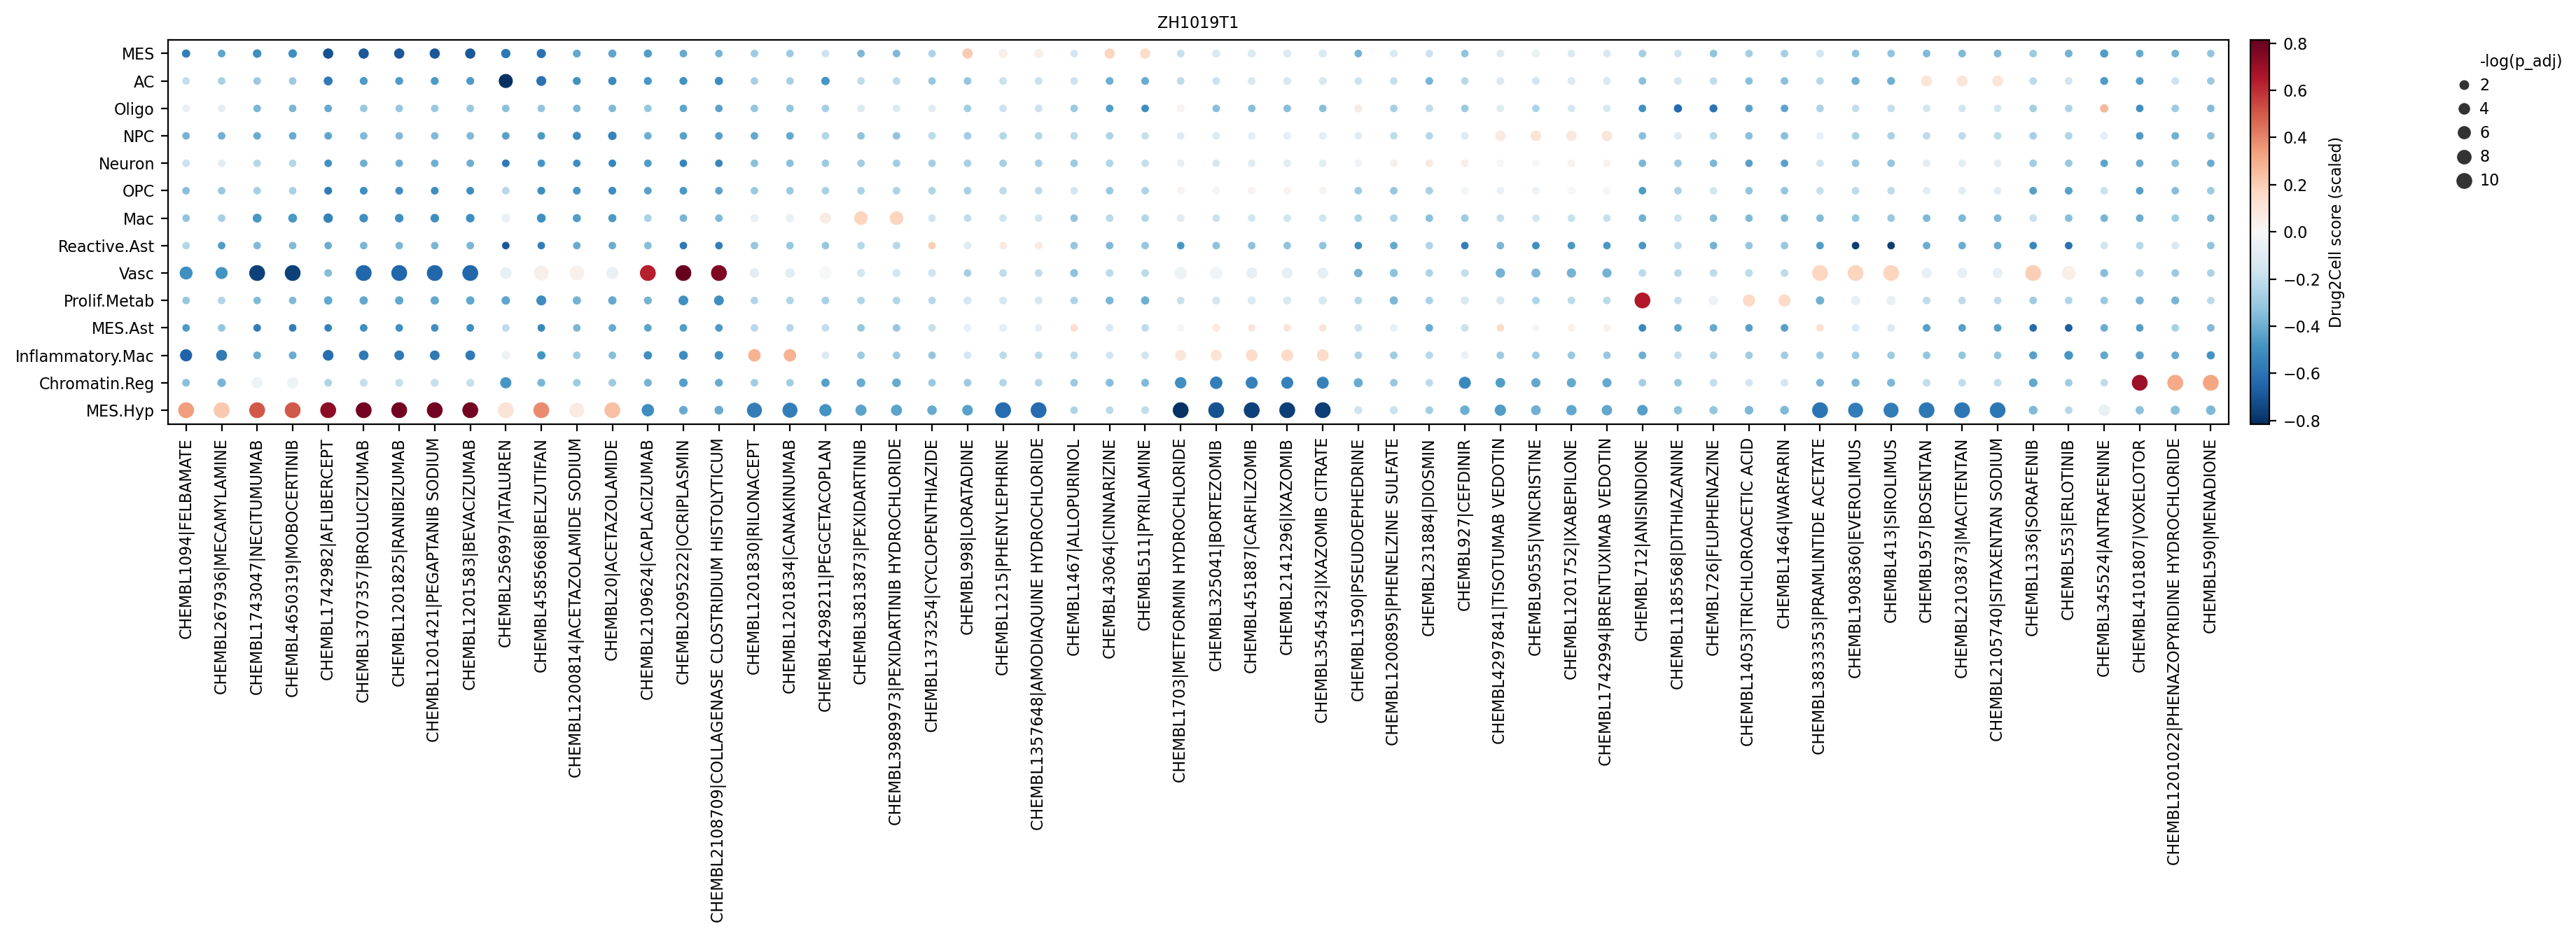 ZH1019T1
MES
AC
Oligo
NPC
Neuron
OPC
Mac
Reactive.Ast
Vasc
Prolif.Metab
MES.Ast
Inflammatory.Mac
Chromatin.Reg
MES.Hyp
CHEMBL1094|FELBAMATE
CHEMBL267936|MECAMYLAMINE
CHEMBL1743047|NECITUMUMAB
CHEMBL4650319|MOBOCERTINIB
CHEMBL1742982|AFLIBERCEPT
CHEMBL3707357|BROLUCIZUMAB
CHEMBL1201825|RANIBIZUMAB
CHEMBL1201421|PEGAPTANIB SODIUM
CHEMBL1201583|BEVACIZUMAB
CHEMBL256997|ATALUREN
CHEMBL4585668|BELZUTIFAN
CHEMBL1200814|ACETAZOLAMIDE SODIUM
CHEMBL20|ACETAZOLAMIDE
CHEMBL2109624|CAPLACIZUMAB
CHEMBL2095222|OCRIPLASMIN
CHEMBL2108709|COLLAGENASE CLOSTRIDIUM HISTOLYTICUM
CHEMBL1201830|RILONACEPT
CHEMBL1201834|CANAKINUMAB
CHEMBL4298211|PEGCETACOPLAN
CHEMBL3813873|PEXIDARTINIB
CHEMBL3989973|PEXIDARTINIB HYDROCHLORIDE
CHEMBL1373254|CYCLOPENTHIAZIDE
CHEMBL998|LORATADINE
CHEMBL1215|PHENYLEPHRINE
CHEMBL1357648|AMODIAQUINE HYDROCHLORIDE
CHEMBL1467|ALLOPURINOL
CHEMBL43064|CINNARIZINE
CHEMBL511|PYRILAMINE
CHEMBL1703|METFORMIN HYDROCHLORIDE
CHEMBL325041|BORTEZOMIB
CHEMBL451887|CARFILZOMIB
CHEMBL2141296|IXAZOMIB
CHEMBL3545432|IXAZOMIB CITRATE
CHEMBL1590|PSEUDOEPHEDRINE
CHEMBL1200895|PHENELZINE SULFATE
CHEMBL231884|DIOSMIN
CHEMBL927|CEFDINIR
CHEMBL4297841|TISOTUMAB VEDOTIN
CHEMBL90555|VINCRISTINE
CHEMBL1201752|IXABEPILONE
CHEMBL1742994|BRENTUXIMAB VEDOTIN
CHEMBL712|ANISINDIONE
CHEMBL1185568|DITHIAZANINE
CHEMBL726|FLUPHENAZINE
CHEMBL14053|TRICHLOROACETIC ACID
CHEMBL1464|WARFARIN
CHEMBL3833353|PRAMLINTIDE ACETATE
CHEMBL1908360|EVEROLIMUS
CHEMBL413|SIROLIMUS
CHEMBL957|BOSENTAN
CHEMBL2103873|MACITENTAN
CHEMBL2105740|SITAXENTAN SODIUM
CHEMBL1336|SORAFENIB
CHEMBL553|ERLOTINIB
CHEMBL345524|ANTRAFENINE
CHEMBL4101807|VOXELOTOR
CHEMBL1201022|PHENAZOPYRIDINE HYDROCHLORIDE
CHEMBL590|MENADIONE
0.8
0.6
0.4
0.2
0.0
−0.2
−0.4
−0.6
−0.8
Drug2Cell score (scaled)
-log(p_adj)
2
4
6
8
10